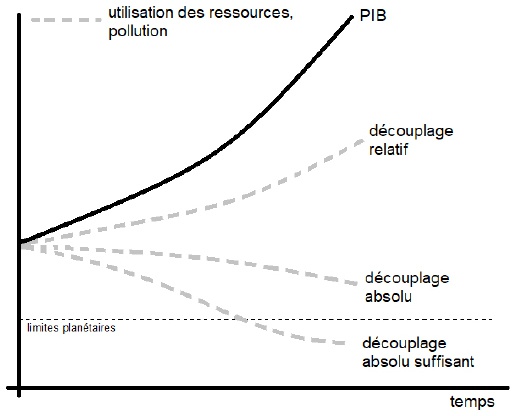 utilisation des ressources,
pollution
PIB
découplage
relatif
découplage
absolu
limites planétaires
découplage
absolu suffisant
temps